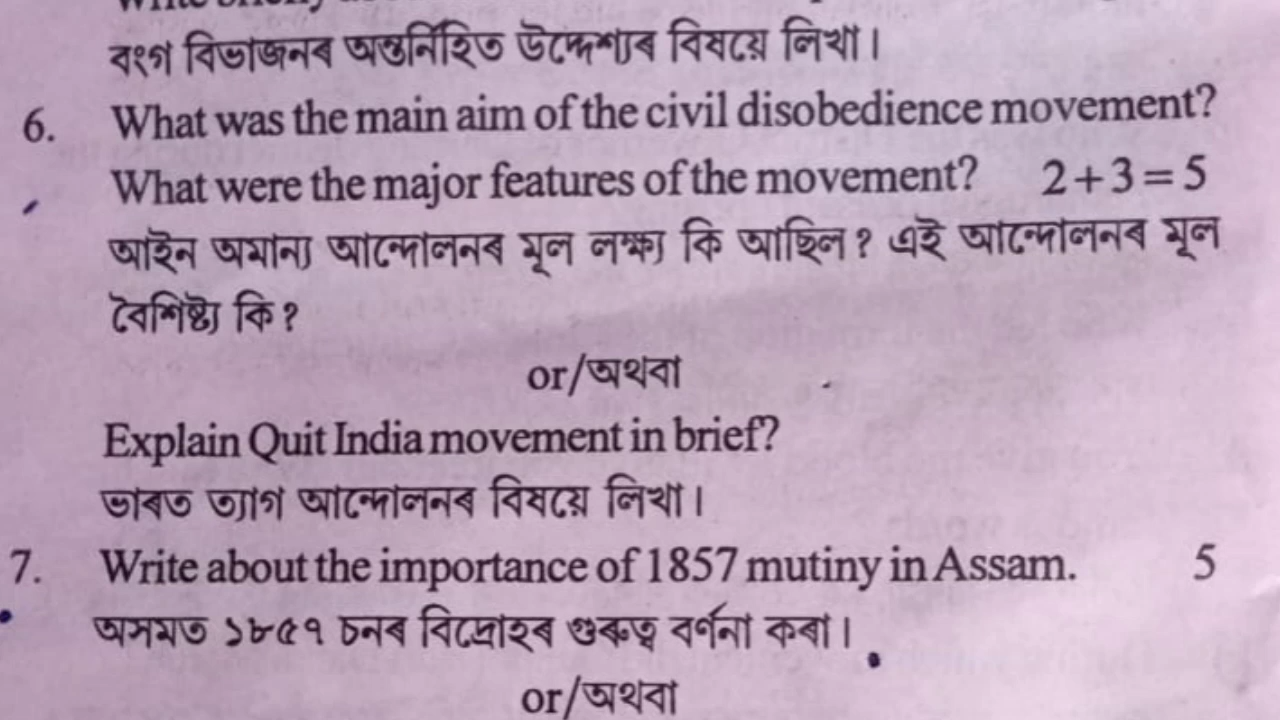 বংগ বিভাজনৰ অন্তৰ্নিহিত উদ্দেশ্যৰ বিষয়ে লিখা।
6. What was the main aim of the civil disobedience movement?
What were the major features of the movement? 2+3=5
আইন অমান্য আন্দোলনৰ মূল লক্ষ্য কি আছিল? এই আন্দোলনৰ মূল
বৈশিষ্ট্য কি?
or/অথবা
Explain Quit India movement in brief?
ভাৰত ত্যাগ আন্দোলনৰ বিষয়ে লিখা।
7. Write about the importance of 1857 mutiny in Assam. 5
অসমত ১৮৫৭ চনৰ বিদ্ৰোহৰ গুৰুত্ব বৰ্ণনা কৰা।
or/অথবা